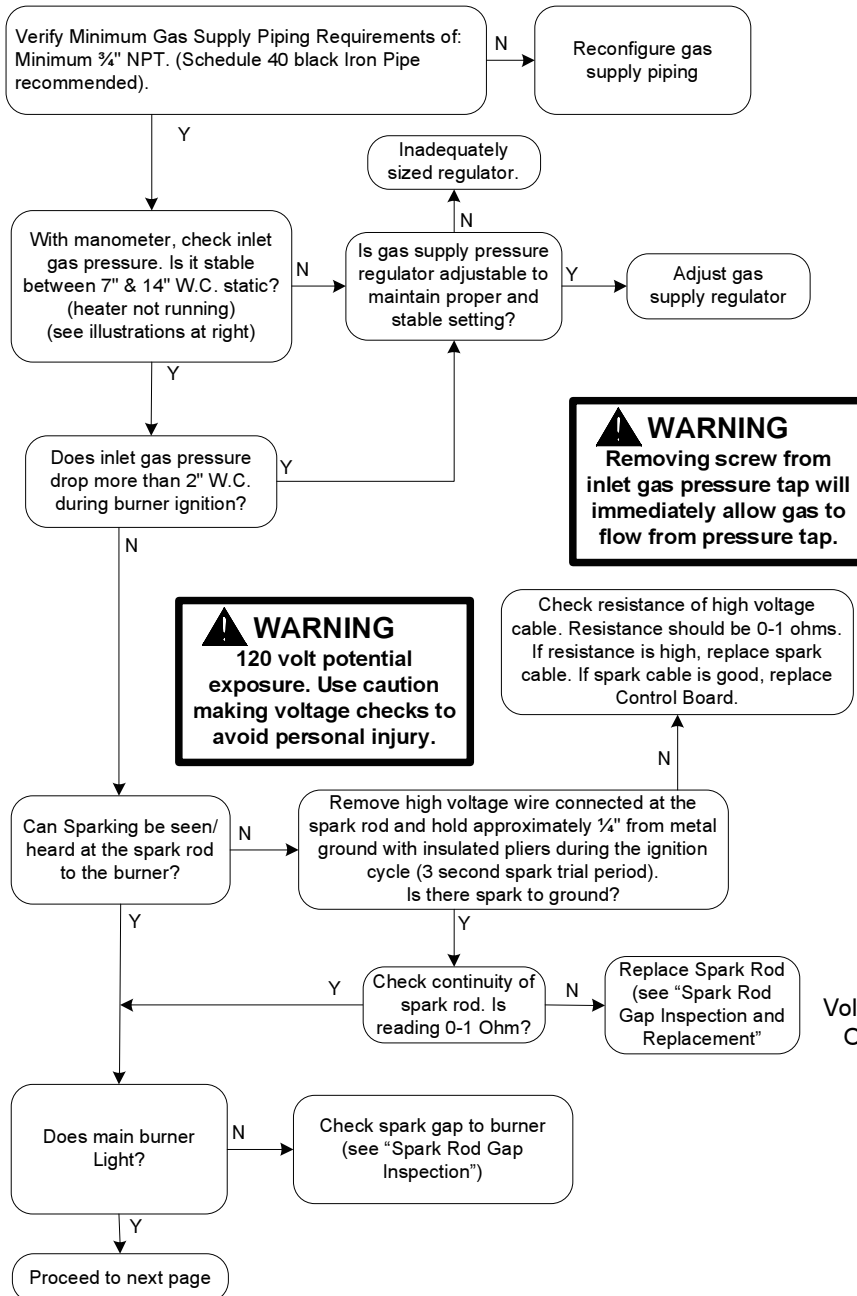 Verify Minimum Gas Supply Piping Requirements of:
Minimum ¾" NPT. (Schedule 40 black Iron Pipe
recommended).
N
Reconfigure gas
supply piping
Y
Inadequately
sized regulator.
N
With manometer, check inlet
gas pressure. Is it stable
between 7" & 14" W.C. static?
(heater not running)
(see illustrations at right)
N
Is gas supply pressure
regulator adjustable to
maintain proper and
stable setting?
Y
Adjust gas
supply regulator
Y
Does inlet gas pressure
drop more than 2" W.C.
during burner ignition?
Y
WARNING
Removing screw from
inlet gas pressure tap will
immediately allow gas to
flow from pressure tap.
N
WARNING
120 volt potential
exposure. Use caution
making voltage checks to
avoid personal injury.
Check resistance of high voltage
cable. Resistance should be 0-1 ohms.
If resistance is high, replace spark
cable. If spark cable is good, replace
Control Board.
N
Can Sparking be seen/
heard at the spark rod
to the burner?
N
Remove high voltage wire connected at the
spark rod and hold approximately ¼" from metal
ground with insulated pliers during the ignition
cycle (3 second spark trial period).
Is there spark to ground?
Y
Y
Check continuity of
spark rod. Is
reading 0-1 Ohm?
Y
N
Replace Spark Rod
(see “Spark Rod
Gap Inspection and
Replacement”
Does main burner
Light?
N
Check spark gap to burner
(see “Spark Rod Gap
Inspection”)
Y
Proceed to next page